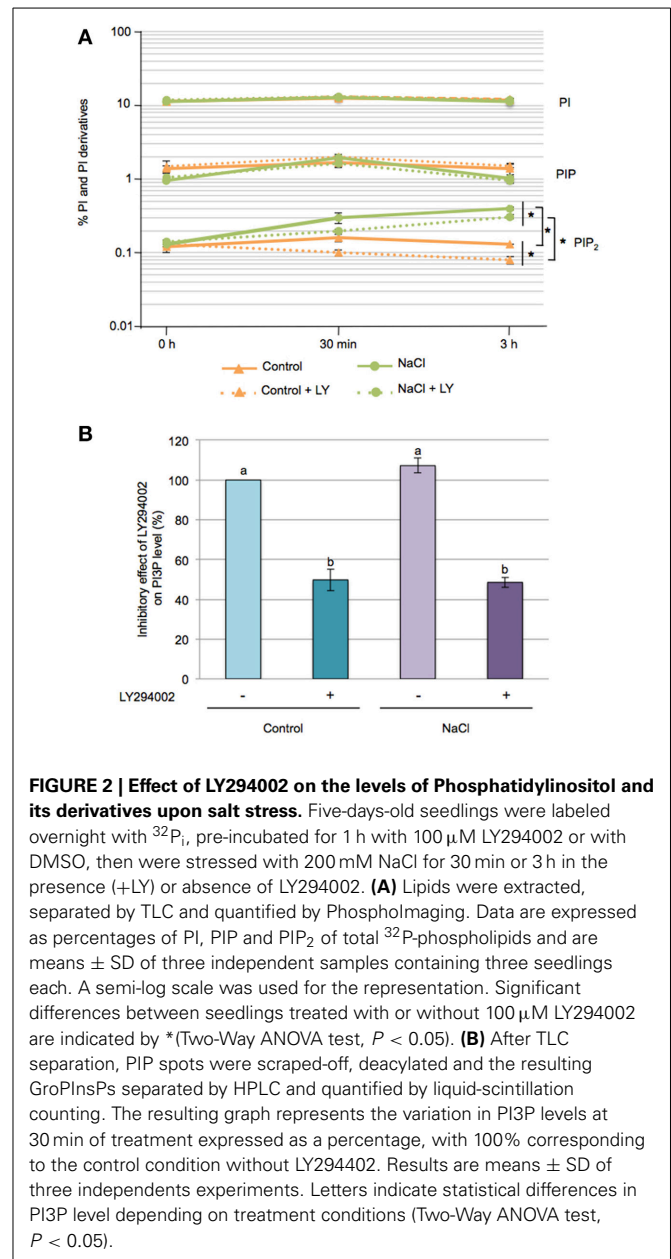 A
100
10
1
0.1
0.01
% PI and PI derivatives
PI
PIP
*
*
* PIP2
*
0 h
30 min
3 h
Control
NaCl
Control + LY
NaCl + LY
B
120
100
80
60
40
20
0
Inhibitory effect of LY294002
on PI3P level (%)
a
b
a
b
LY294002
-
+
-
+
Control
NaCl
FIGURE 2 | Effect of LY294002 on the levels of Phosphatidylinositol and
its derivatives upon salt stress. Five-days-old seedlings were labeled
overnight with 32Pi, pre-incubated for 1 h with 100 μM LY294002 or with
DMSO, then were stressed with 200 mM NaCl for 30 min or 3 h in the
presence (+LY) or absence of LY294002. (A) Lipids were extracted,
separated by TLC and quantified by PhosphoImaging. Data are expressed
as percentages of PI, PIP and PIP2 of total 32P-phospholipids and are
means ± SD of three independent samples containing three seedlings
each. A semi-log scale was used for the representation. Significant
differences between seedlings treated with or without 100 μM LY294002
are indicated by *(Two-Way ANOVA test, P < 0.05). (B) After TLC
separation, PIP spots were scraped-off, deacylated and the resulting
GroPInsPs separated by HPLC and quantified by liquid-scintillation
counting. The resulting graph represents the variation in PI3P levels at
30 min of treatment expressed as a percentage, with 100% corresponding
to the control condition without LY294402. Results are means ± SD of
three independents experiments. Letters indicate statistical differences in
PI3P level depending on treatment conditions (Two-Way ANOVA test,
P < 0.05).